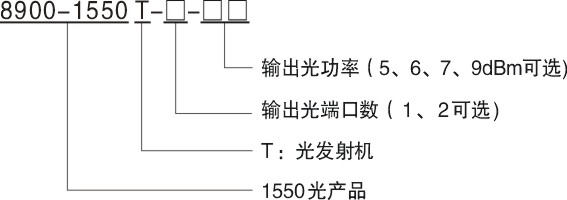 8900-1550T-□-□□
输出光功率(5、6、7、9dBm可选)
输出光端口数(1、2可选)
T：光发射机
1550光产品